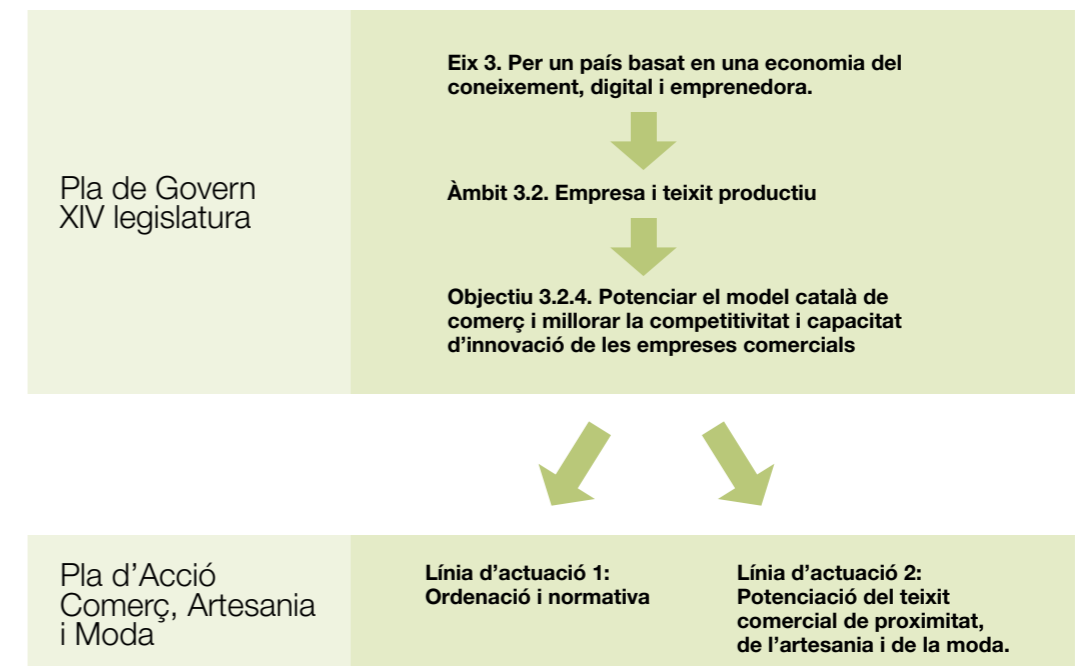 Pla de Govern
XIV legislatura
Eix 3. Per un país basat en una economia del
coneixement, digital i emprenedora.
Àmbit 3.2. Empresa i teixit productiu
Objectiu 3.2.4. Potenciar el model català de
comerç i millorar la competitivitat i capacitat
d’innovació de les empreses comercials
Pla d’Acció
Comerç, Artesania
i Moda
Línia d’actuació 1:
Ordenació i normativa
Línia d’actuació 2:
Potenciació del teixit
comercial de proximitat,
de l’artesania i de la moda.